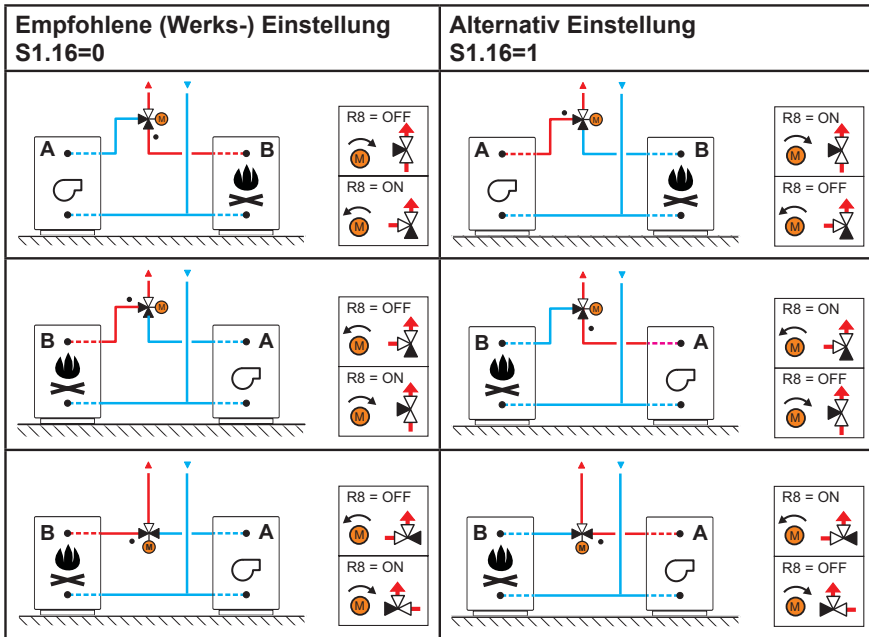 Empfohlene (Werks-) Einstellung
S1.16=0
Alternativ Einstellung
S1.16=1
A
M
B
R8 = OFF
M
R8 = ON
M
A
M
B
R8 = ON
M
R8 = OFF
M
B
M
A
R8 = OFF
M
R8 = ON
M
B
M
A
R8 = ON
M
R8 = OFF
M
B
M
A
R8 = OFF
M
R8 = ON
M
B
M
A
R8 = ON
M
R8 = OFF
M